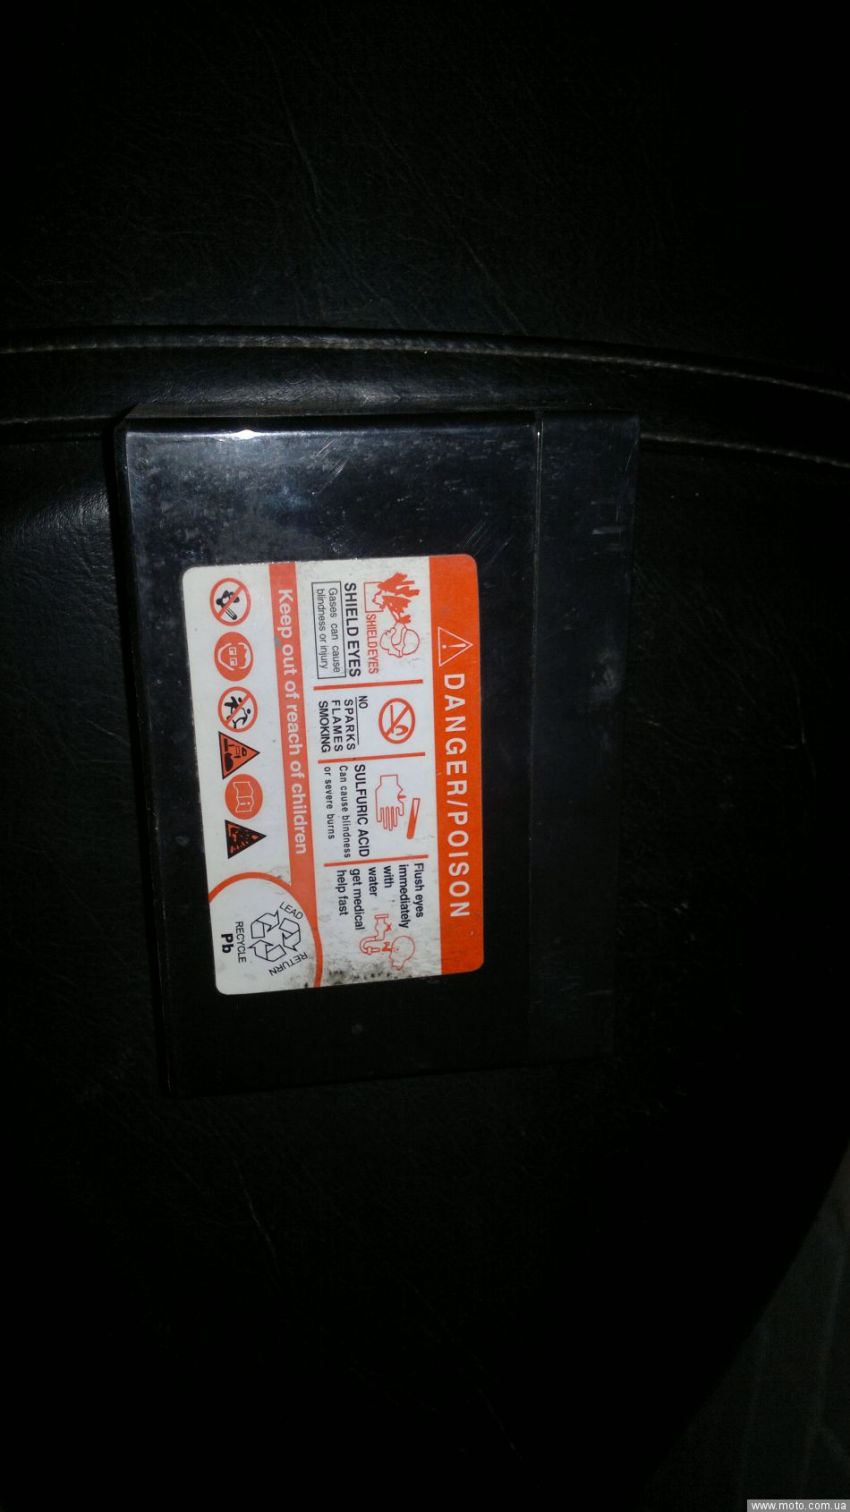 DANGER/POISON
SHIELD EYES
SHIELD EYES
Gases can cause
blindness or injury
NO
SPARKS
FLAMES
SMOKING
SULFURIC ACID
Can cause blindness
or severe burns
Flush eyes
immediately
with
water
get medical
help fast
Keep out of reach of children
LEAD
RETURN
RECYCLE
Pb
www.moto.com.ua